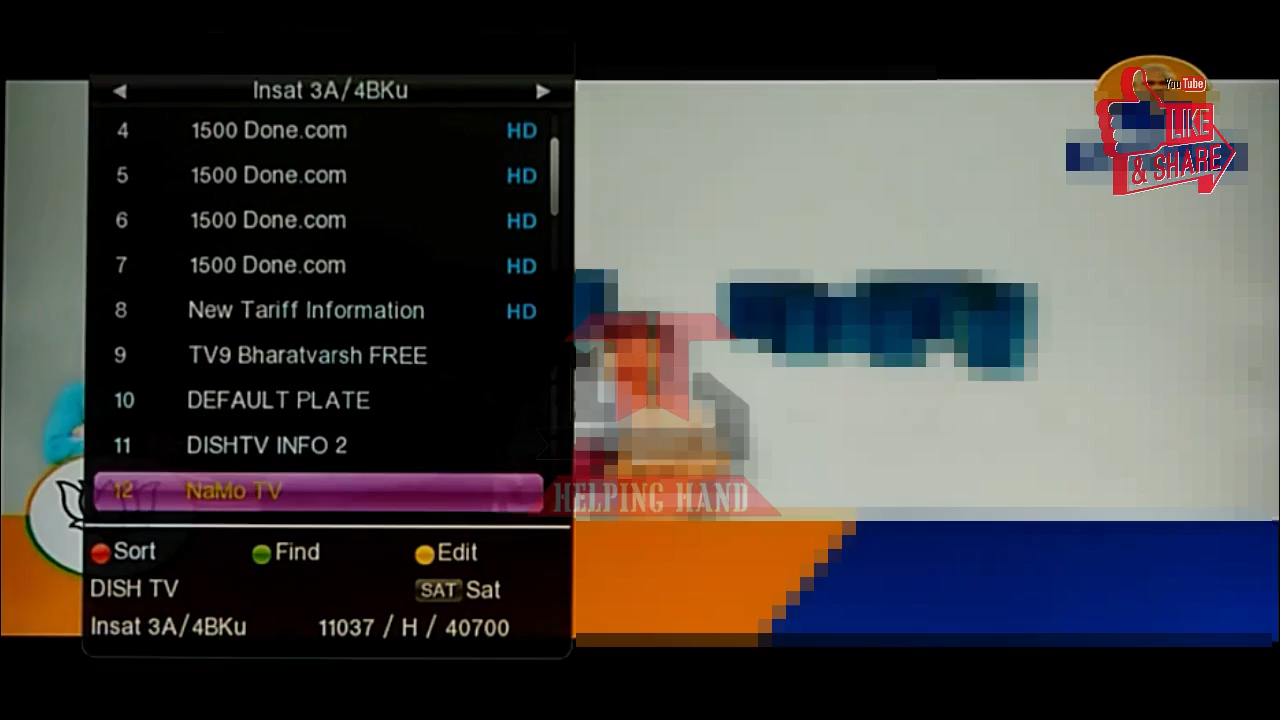 Insat 3A/4BKu
4 1500 Done.com HD
5 1500 Done.com HD
6 1500 Done.com HD
7 1500 Done.com HD
8 New Tariff Information HD
9 TV9 Bharatvarsh FREE
10 DEFAULT PLATE
11 DISHTV INFO 2
12 NaMo TV
Sort Find Edit
DISH TV SAT Sat
Insat 3A/4BKu 11037 / H / 40700
YouTube
LIKE
& SHARE
HELPING HAND